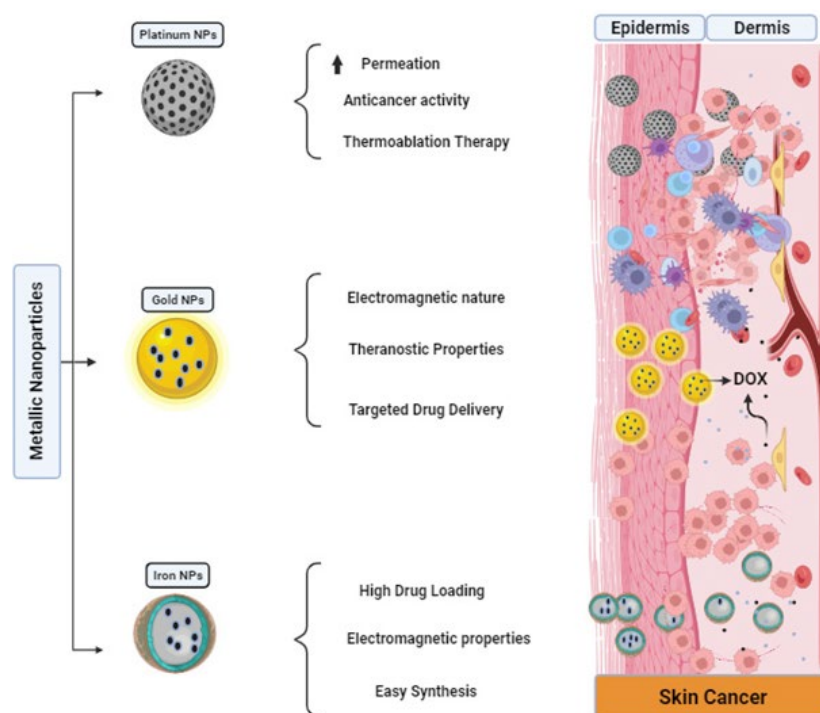 Platinum NPs
Permeation
Anticancer activity
Thermoablation Therapy
Metallic Nanoparticles
Gold NPs
Electromagnetic nature
Theranostic Properties
Targeted Drug Delivery
Iron NPs
High Drug Loading
Electromagnetic properties
Easy Synthesis
Epidermis
Dermis
DOX
Skin Cancer